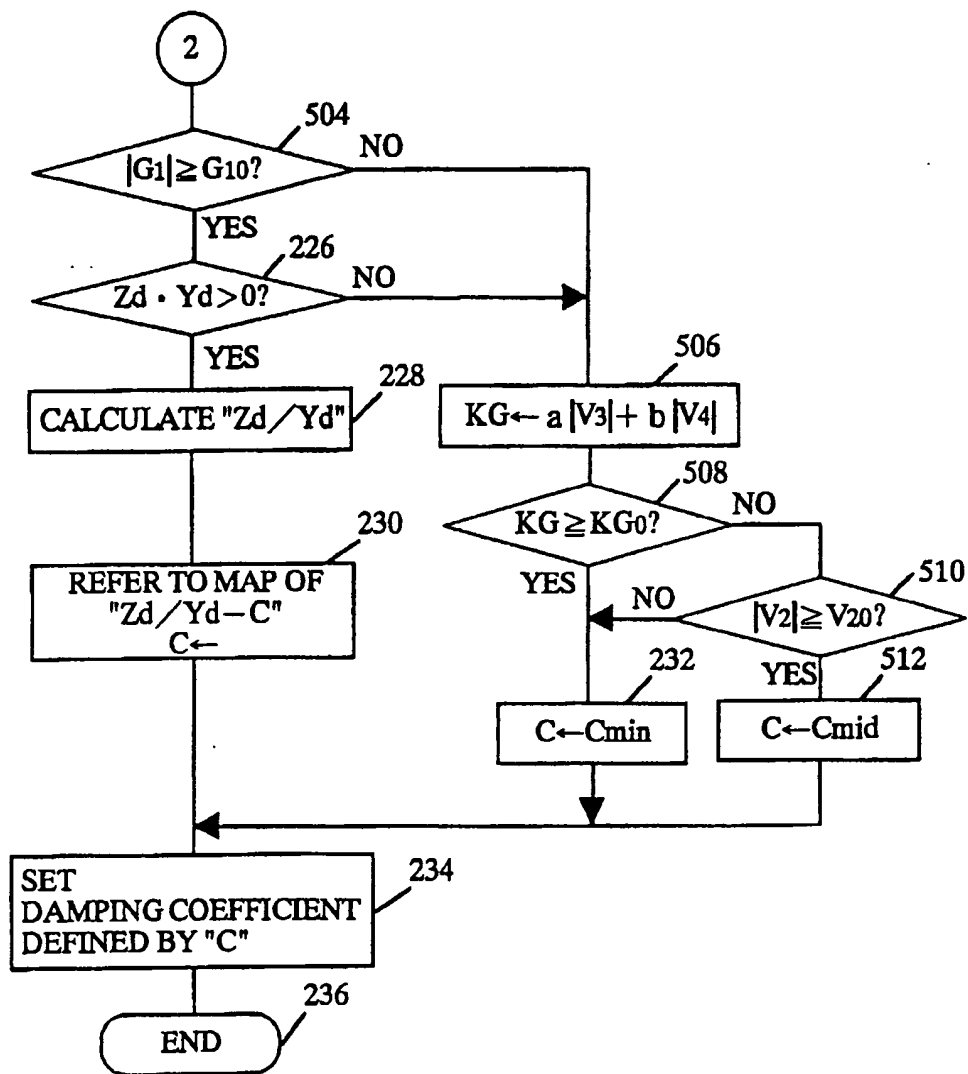 2
504
|G1|≧G10?
NO
YES
226
Zd・Yd>0?
NO
YES
228
CALCULATE "Zd/Yd"
506
KG←a|V3|+b|V4|
508
KG≧KG0?
NO
YES
230
REFER TO MAP OF
"Zd/Yd−C"
C←
510
|V2|≧V20?
NO
YES
232
C←Cmin
512
C←Cmid
234
SET
DAMPING COEFFICIENT
DEFINED BY "C"
236
END